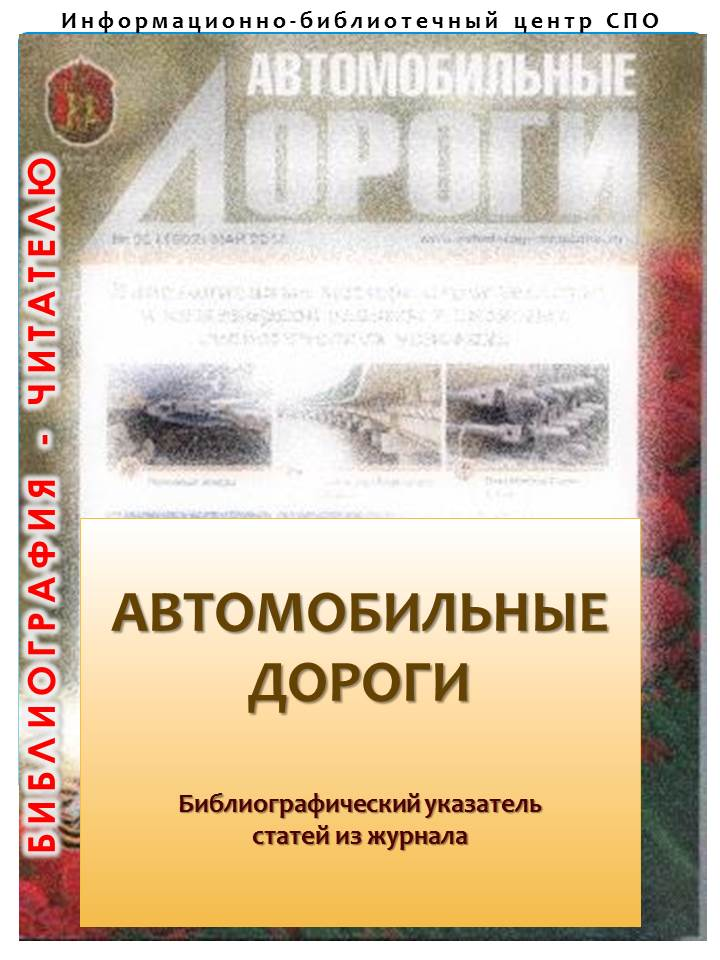 Информационно-библиотечный центр СПО
АВТОМОБИЛЬНЫЕ
ДОРОГИ
БИБЛИОГРАФИЯ - ЧИТАТЕЛЮ
АВТОМОБИЛЬНЫЕ
ДОРОГИ
Библиографический указатель
статей из журнала